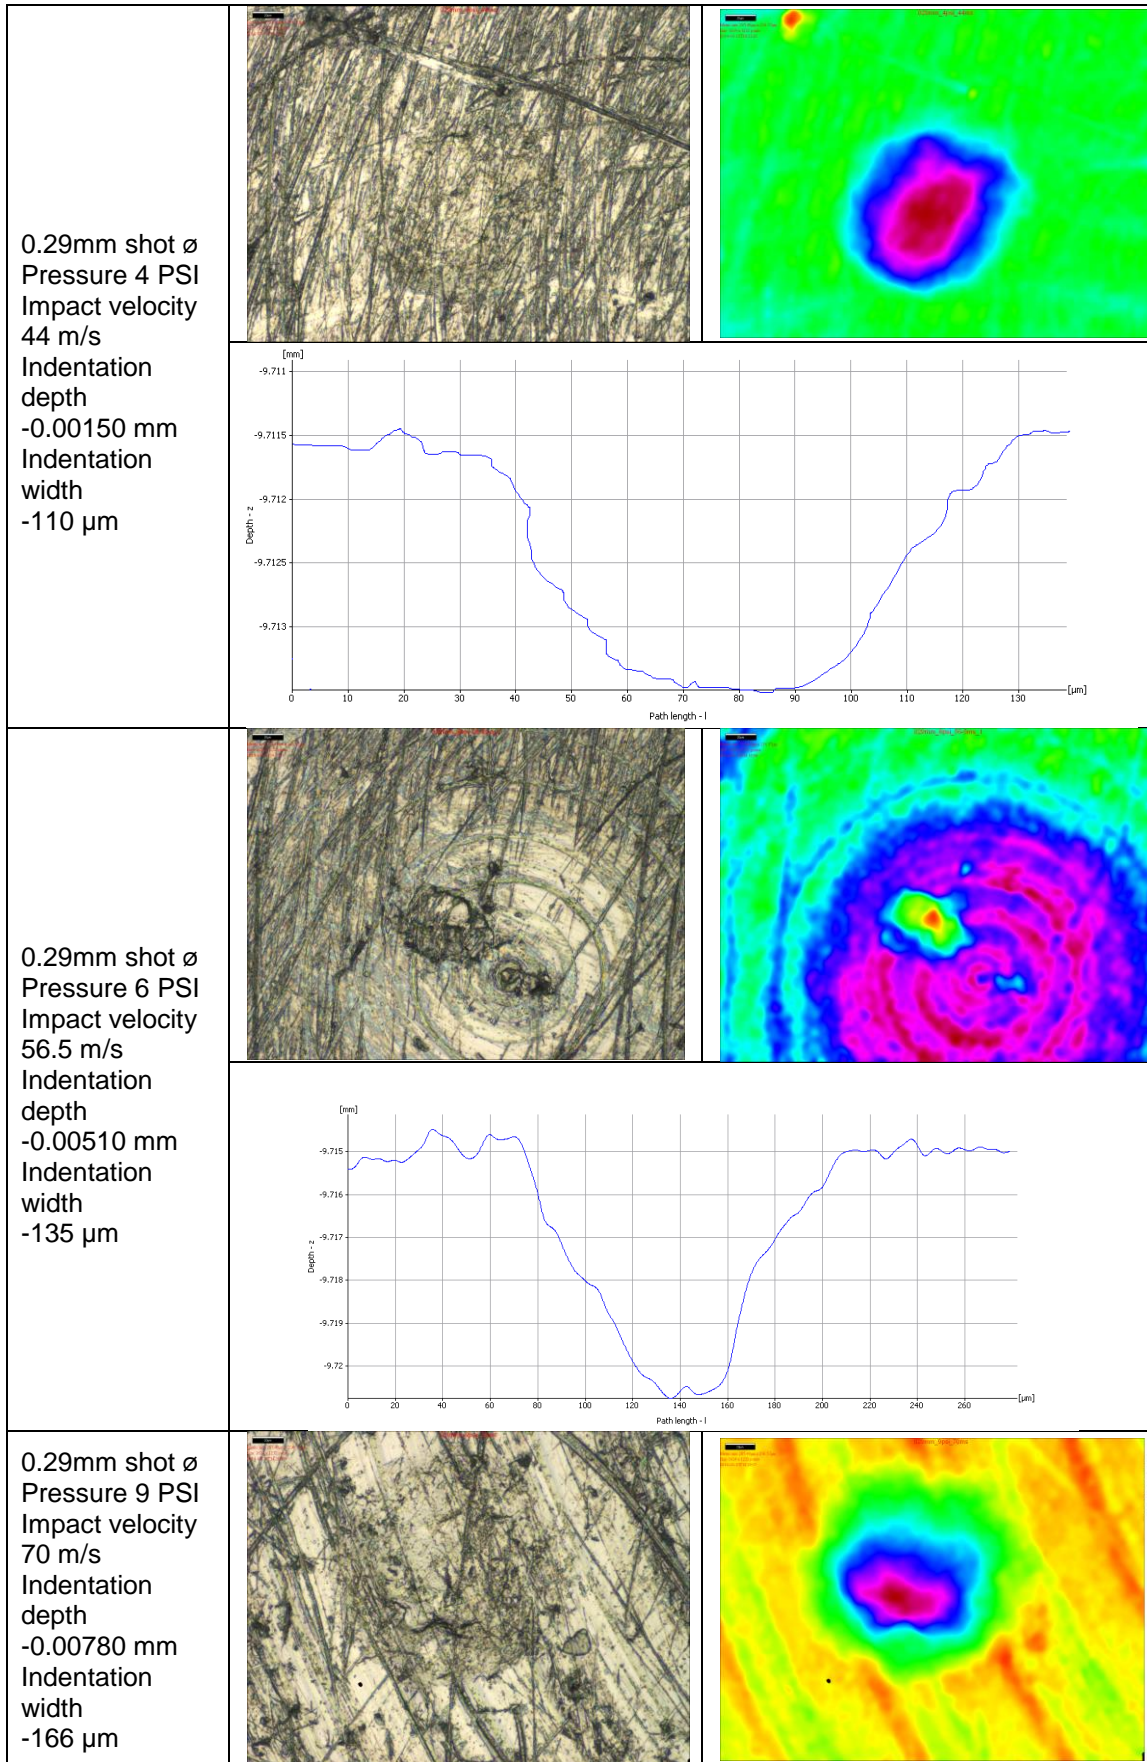 0.29mm shot ø
Pressure 4 PSI
Impact velocity
44 m/s
Indentation
depth
-0.00150 mm
Indentation
width
-110 µm
[mm]
-9.711
-9.7115
-9.712
-9.7125
-9.713
Depth - z
0 10 20 30 40 50 60 70 80 90 100 110 120 130 [µm]
Path length - l
0.29mm shot ø
Pressure 6 PSI
Impact velocity
56.5 m/s
Indentation
depth
-0.00510 mm
Indentation
width
-135 µm
[mm]
-9.715
-9.716
-9.717
-9.718
-9.719
-9.72
Depth - z
0 20 40 60 80 100 120 140 160 180 200 220 240 260 [µm]
Path length - l
0.29mm shot ø
Pressure 9 PSI
Impact velocity
70 m/s
Indentation
depth
-0.00780 mm
Indentation
width
-166 µm